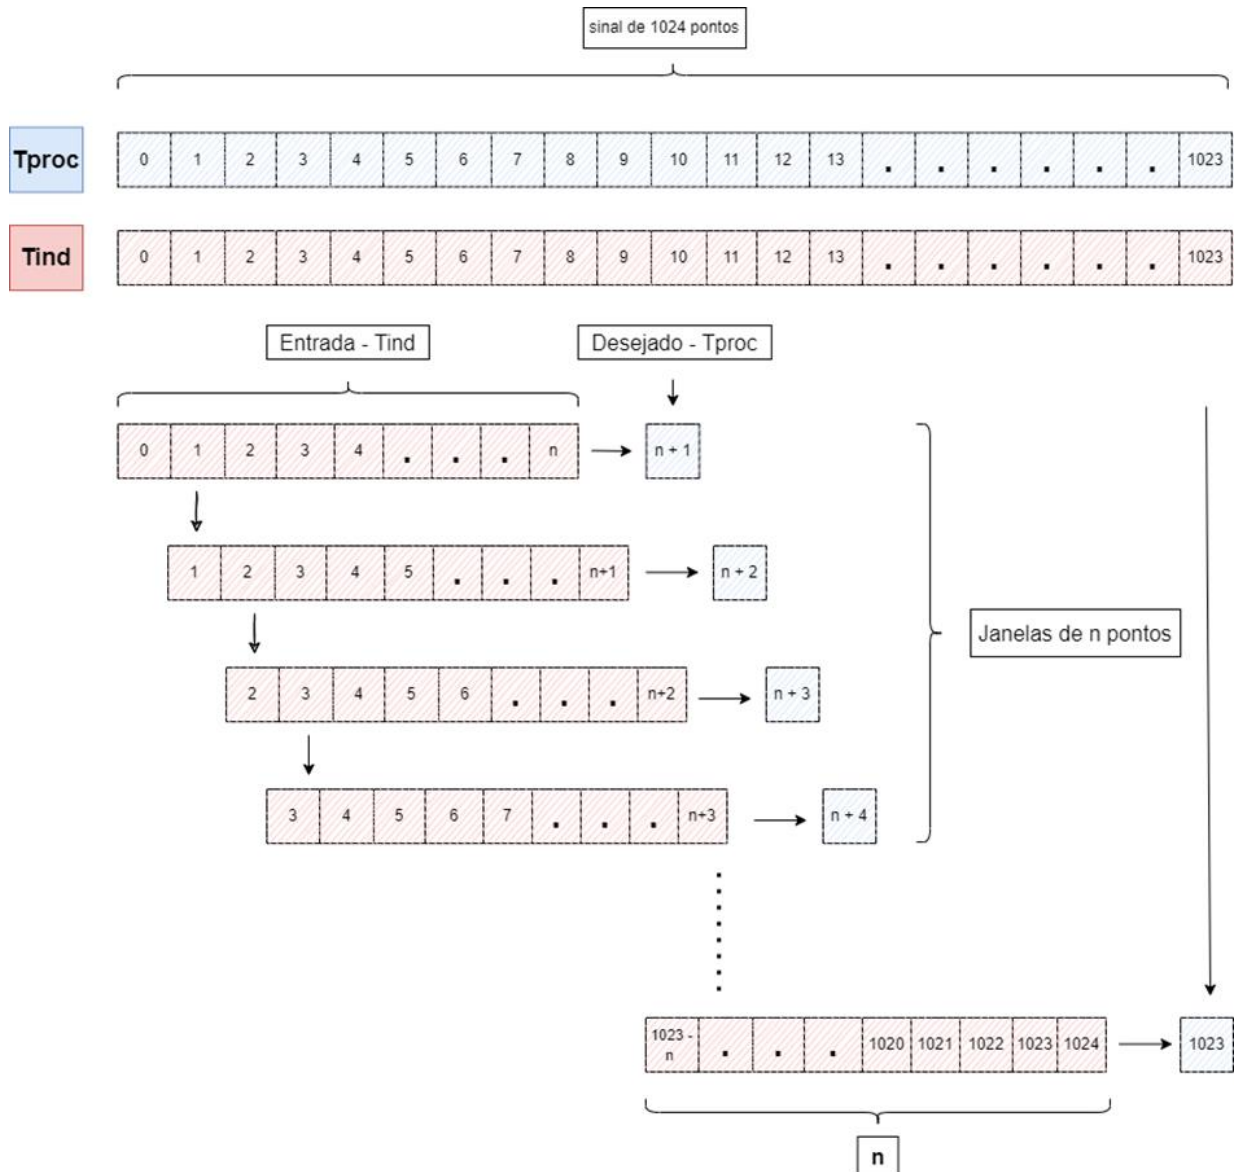 sinal de 1024 pontos
Tproc 0 1 2 3 4 5 6 7 8 9 10 11 12 13 . . . . . . 1023
Tind 0 1 2 3 4 5 6 7 8 9 10 11 12 13 . . . . . . 1023
Entrada - Tind
Desejado - Tproc
0 1 2 3 4 . . . n n + 1
1 2 3 4 5 . . . n+1 n + 2
Janelas de n pontos
2 3 4 5 6 . . . n+2 n + 3
3 4 5 6 7 . . . n+3 n + 4
1023 -
n . . . 1020 1021 1022 1023 1024 1023
n